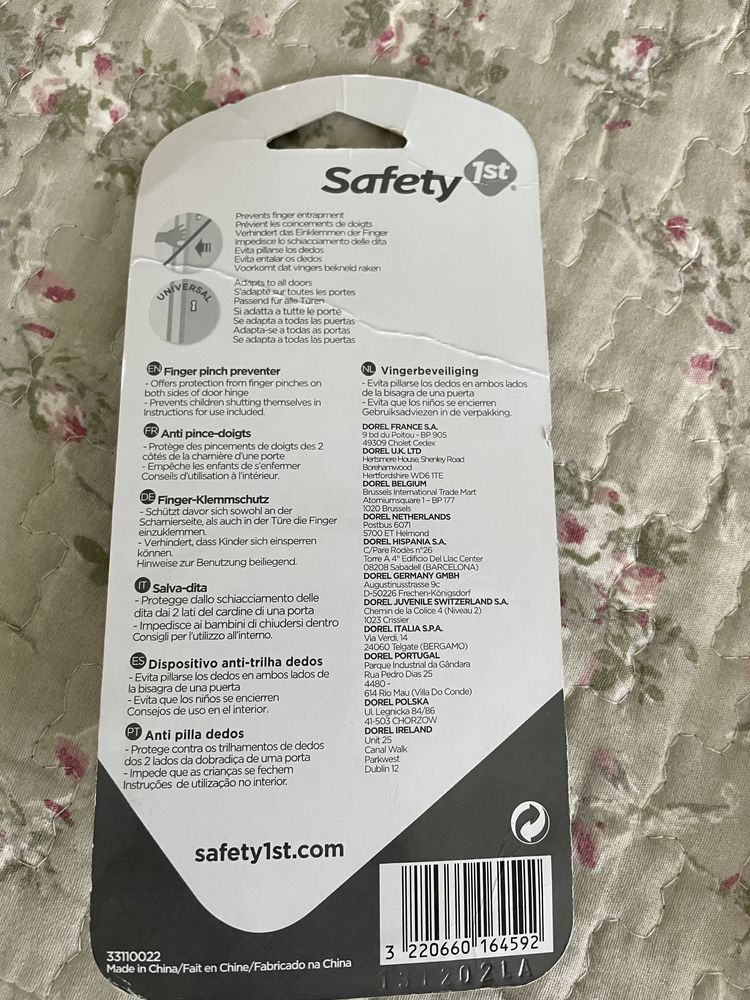 Safety 1st
Prevents finger entrapment
Prévient les coincements de doigts
Verhindert das Einklemmen der Finger
Impedisce lo schiacciamento delle dita
Evita pillarse los dedos
Evita entalar os dedos
Voorkomt dat vingers bekneld raken
UNIVERSAL
Adapts to all doors
S'adapte sur toutes les portes
Passend für alle Türen
Si adatta a tutte le porte
Se adapta a todas las puertas
Adapta-se a todas as portas
Se adapta a todas las puertas
EN Finger pinch preventer
- Offers protection from finger pinches on
both sides of door hinge
- Prevents children shutting themselves in
Instructions for use included.
FR Anti pince-doigts
- Protège des pincements de doigts des 2
côtés de la charnière d'une porte
- Empêche les enfants de s'enfermer
Conseils d'utilisation à l'intérieur.
DE Finger-Klemmschutz
- Schützt davor sich sowohl an der
Scharnierseite, als auch in der Türe die Finger
einzuklemmen.
- Verhindert, dass Kinder sich einsperren
können.
Hinweise zur Benutzung beiliegend.
IT Salva-dita
- Protegge dallo schiacciamento delle
dita dai 2 lati del cardine di una porta
- Impedisce ai bambini di chiudersi dentro
Consigli per l'utilizzo all'interno.
ES Dispositivo anti-trilha dedos
- Evita pillarse los dedos en ambos lados de
la bisagra de una puerta
- Evita que los niños se encierren
Consejos de uso en el interior.
PT Anti pilla dedos
- Protege contra os trilhamentos de dedos
dos 2 lados da dobradiça de uma porta
- Impede que as crianças se fechem
Instruções de utilização no interior.
NL Vingerbeveiliging
- Evita pillarse los dedos en ambos lados
de la bisagra de una puerta
- Evita que los niños se encierren
Gebruiksadviezen in de verpakking.
DOREL FRANCE S.A.
9 bd du Poitou - BP 905
49309 Cholet Cedex
DOREL U.K. LTD
Hertsmere House, Shenley Road
Borehamwood
Hertfordshire WD6 1TE
DOREL BELGIUM
Brussels International Trade Mart
Atomiumsquare 1 - BP 177
1020 Brussels
DOREL NETHERLANDS
Postbus 6071
5700 ET Helmond
DOREL HISPANIA S.A.
C/Pare Rodès n°26
Torre A 4° Edificio Del Llac Center
08208 Sabadell (BARCELONA)
DOREL GERMANY GMBH
Augustinusstrasse 9c
D-50226 Frechen-Königsdorf
DOREL JUVENILE SWITZERLAND S.A.
Chemin de la Colice 4 (Niveau 2)
1023 Crissier
DOREL ITALIA S.P.A.
Via Verdi, 14
24060 Telgate (BERGAMO)
DOREL PORTUGAL
Parque Industrial da Gândara
Rua Pedro Dias 25
4480 -
614 Rio Mau (Villa Do Conde)
DOREL POLSKA
Ul. Legnicka 84/86
41-503 CHORZOW
DOREL IRELAND
Unit 25
Canal Walk
Parkwest
Dublin 12
safety1st.com
33110022
Made in China/Fait en Chine/Fabricado na China
3 220660 164592
131202LA